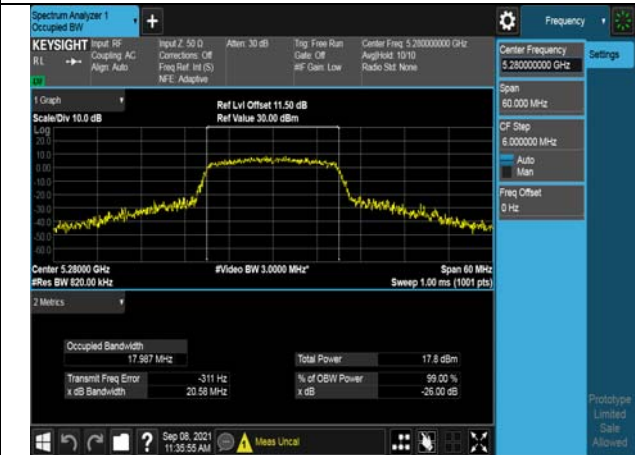 Spectrum Analyzer 1
Occupied BW
Frequency
KEYSIGHT Input: RF Input Z: 50 Ω Atten: 30 dB Trig: Free Run Center Freq: 5.280000000 GHz
RL Coupling: AC Corrections: Off Gate: Off Avg|Hold: 10/10
Align: Auto Freq Ref: Int (S) #IF Gain: Low Radio Std: None
NFE: Adaptive
Center Frequency
5.280000000 GHz
Settings
Span
60.000 MHz
CF Step
6.000000 MHz
Auto
Man
Freq Offset
0 Hz
1 Graph
Ref Lvl Offset 11.50 dB
Scale/Div 10.0 dB Ref Value 30.00 dBm
Log
20.0
10.0
0.00
-10.0
-20.0
-30.0
-40.0
-50.0
-60.0
Center 5.28000 GHz #Video BW 3.0000 MHz* Span 60 MHz
#Res BW 820.00 kHz Sweep 1.00 ms (1001 pts)
2 Metrics
Occupied Bandwidth
17.987 MHz Total Power 17.8 dBm
Transmit Freq Error -311 Hz % of OBW Power 99.00 %
x dB Bandwidth 20.58 MHz x dB -26.00 dB
Prototype
Limited
Sale
Allowed
Sep 08, 2021
11:35:55 AM
Meas Uncal